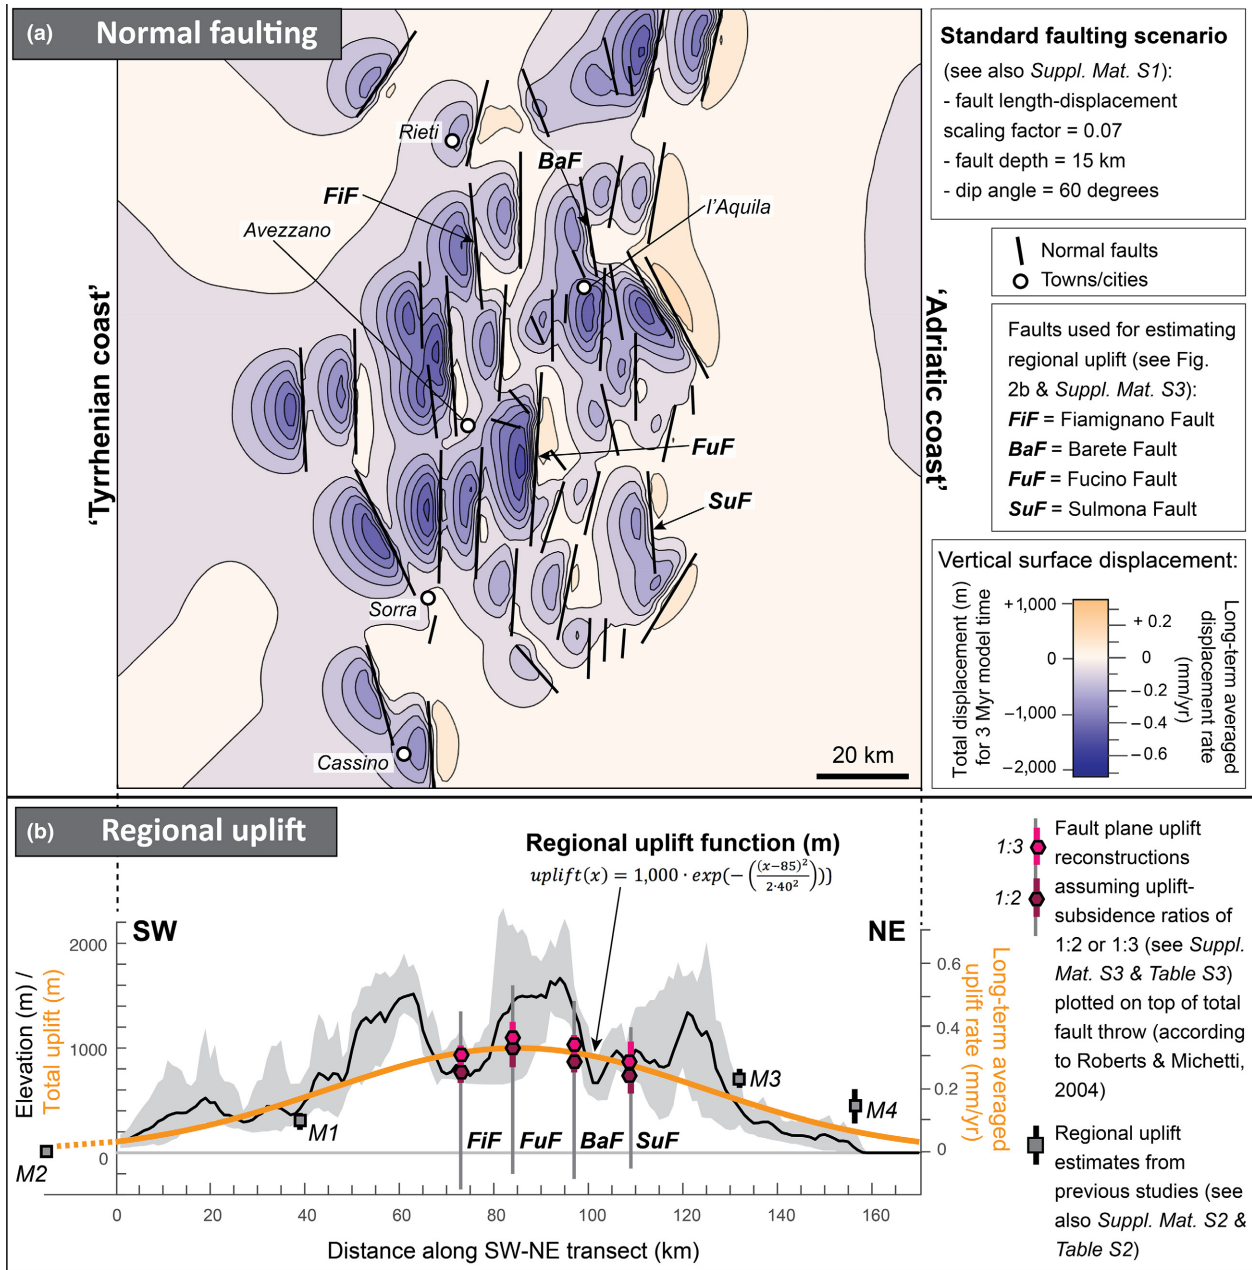 (a) Normal faulting
Rieti
BaF
FiF
l'Aquila
Avezzano
'Tyrrhenian coast'
'Adriatic coast'
FuF
SuF
Sorra
Cassino
20 km
Standard faulting scenario
(see also Suppl. Mat. S1):
- fault length-displacement
scaling factor = 0.07
- fault depth = 15 km
- dip angle = 60 degrees
Normal faults
Towns/cities
Faults used for estimating
regional uplift (see Fig.
2b & Suppl. Mat. S3):
FiF = Fiamignano Fault
BaF = Barete Fault
FuF = Fucino Fault
SuF = Sulmona Fault
Vertical surface displacement:
Total displacement (m)
for 3 Myr model time
+1,000
0
−1,000
−2,000
+ 0.2
0
− 0.2
− 0.4
− 0.6
Long-term averaged
displacement rate
(mm/yr)
(b) Regional uplift
Regional uplift function (m)
uplift(x) = 1,000 · exp(−((x−85)²/2·40²)))
SW
NE
Elevation (m) /
Total uplift (m)
2000
1000
0
0.6
0.4
0.2
0
Long-term averaged
uplift rate (mm/yr)
M1
M2
M3
M4
FiF
FuF
BaF
SuF
0 20 40 60 80 100 120 140 160
Distance along SW-NE transect (km)
1:3
1:2
Fault plane uplift
reconstructions
assuming uplift-
subsidence ratios of
1:2 or 1:3 (see Suppl.
Mat. S3 & Table S3)
plotted on top of total
fault throw (according
to Roberts & Michetti,
2004)
Regional uplift
estimates from
previous studies (see
also Suppl. Mat. S2 &
Table S2)